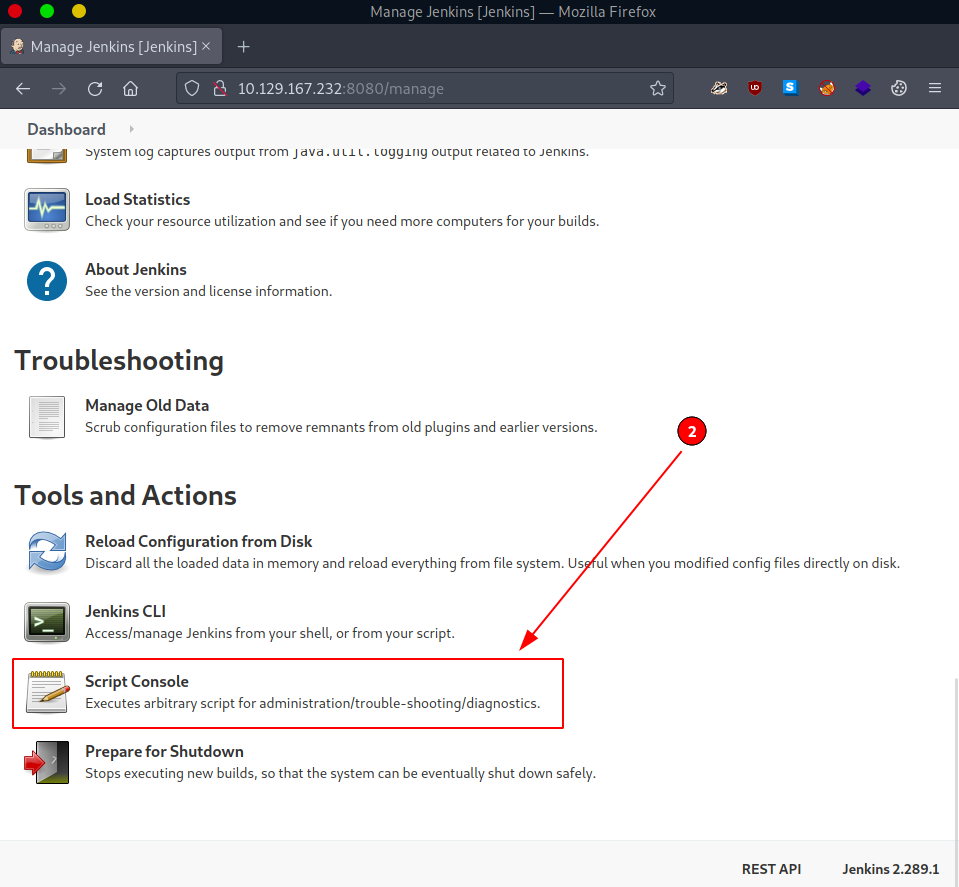 Manage Jenkins [Jenkins] — Mozilla Firefox
Manage Jenkins [Jenkins] × +
10.129.167.232:8080/manage
Dashboard
System log captures output from java.util.logging output related to Jenkins.
Load Statistics
Check your resource utilization and see if you need more computers for your builds.
?
About Jenkins
See the version and license information.
Troubleshooting
Manage Old Data
Scrub configuration files to remove remnants from old plugins and earlier versions.
2
Tools and Actions
Reload Configuration from Disk
Discard all the loaded data in memory and reload everything from file system. Useful when you modified config files directly on disk.
>_
Jenkins CLI
Access/manage Jenkins from your shell, or from your script.
Script Console
Executes arbitrary script for administration/trouble-shooting/diagnostics.
Prepare for Shutdown
Stops executing new builds, so that the system can be eventually shut down safely.
REST API Jenkins 2.289.1